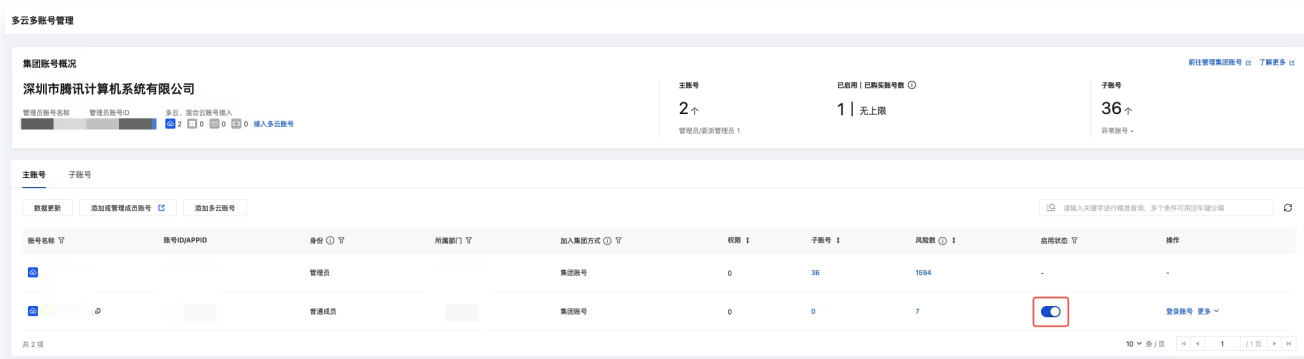 多云多账号管理
集团账号概况
前往管理集团账号 了解更多
深圳市腾讯计算机系统有限公司
管理员账号名称 管理员账号ID 多云、混合云账号接入
2 0 0 0 接入多云账号
主账号
2个
管理员/委派管理员 1
已启用 | 已购买账号数
1 | 无上限
子账号
36个
异常账号 -
主账号 子账号
数据更新 添加或管理成员账号 添加多云账号
请输入关键字进行精准查询，多个条件可用回车键分隔
账号名称 账号ID/APPID 身份 所属部门 加入集团方式 权限 子账号 风险数 启用状态 操作
管理员 集团账号 0 36 1594 - -
普通成员 集团账号 0 0 7 登录账号 更多
共 2 项
10 条 / 页 1 / 1 页